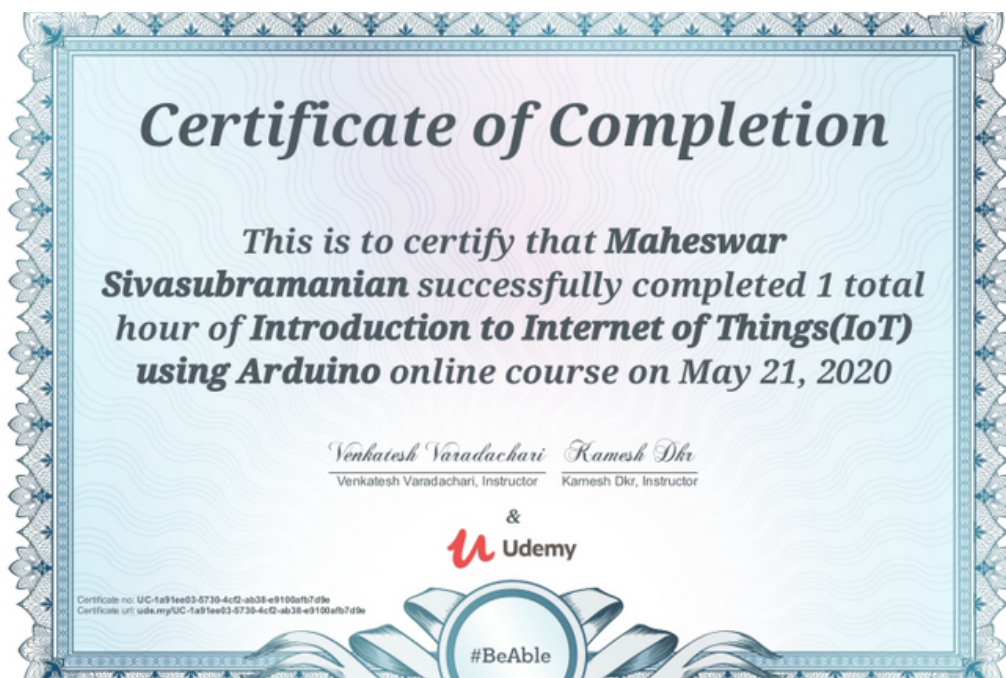 Certificate of Completion
This is to certify that Maheswar
Sivasubramanian successfully completed 1 total
hour of Introduction to Internet of Things(IoT)
using Arduino online course on May 21, 2020
Venkatesh Varadachari Kamesh Dkr
Venkatesh Varadachari, Instructor Kamesh Dkr, Instructor
&
Udemy
Certificate no: UC-1a91ee03-5730-4cf2-ab38-e9100afb7d9e
Certificate url: ude.my/UC-1a91ee03-5730-4cf2-ab38-e9100afb7d9e
#BeAble